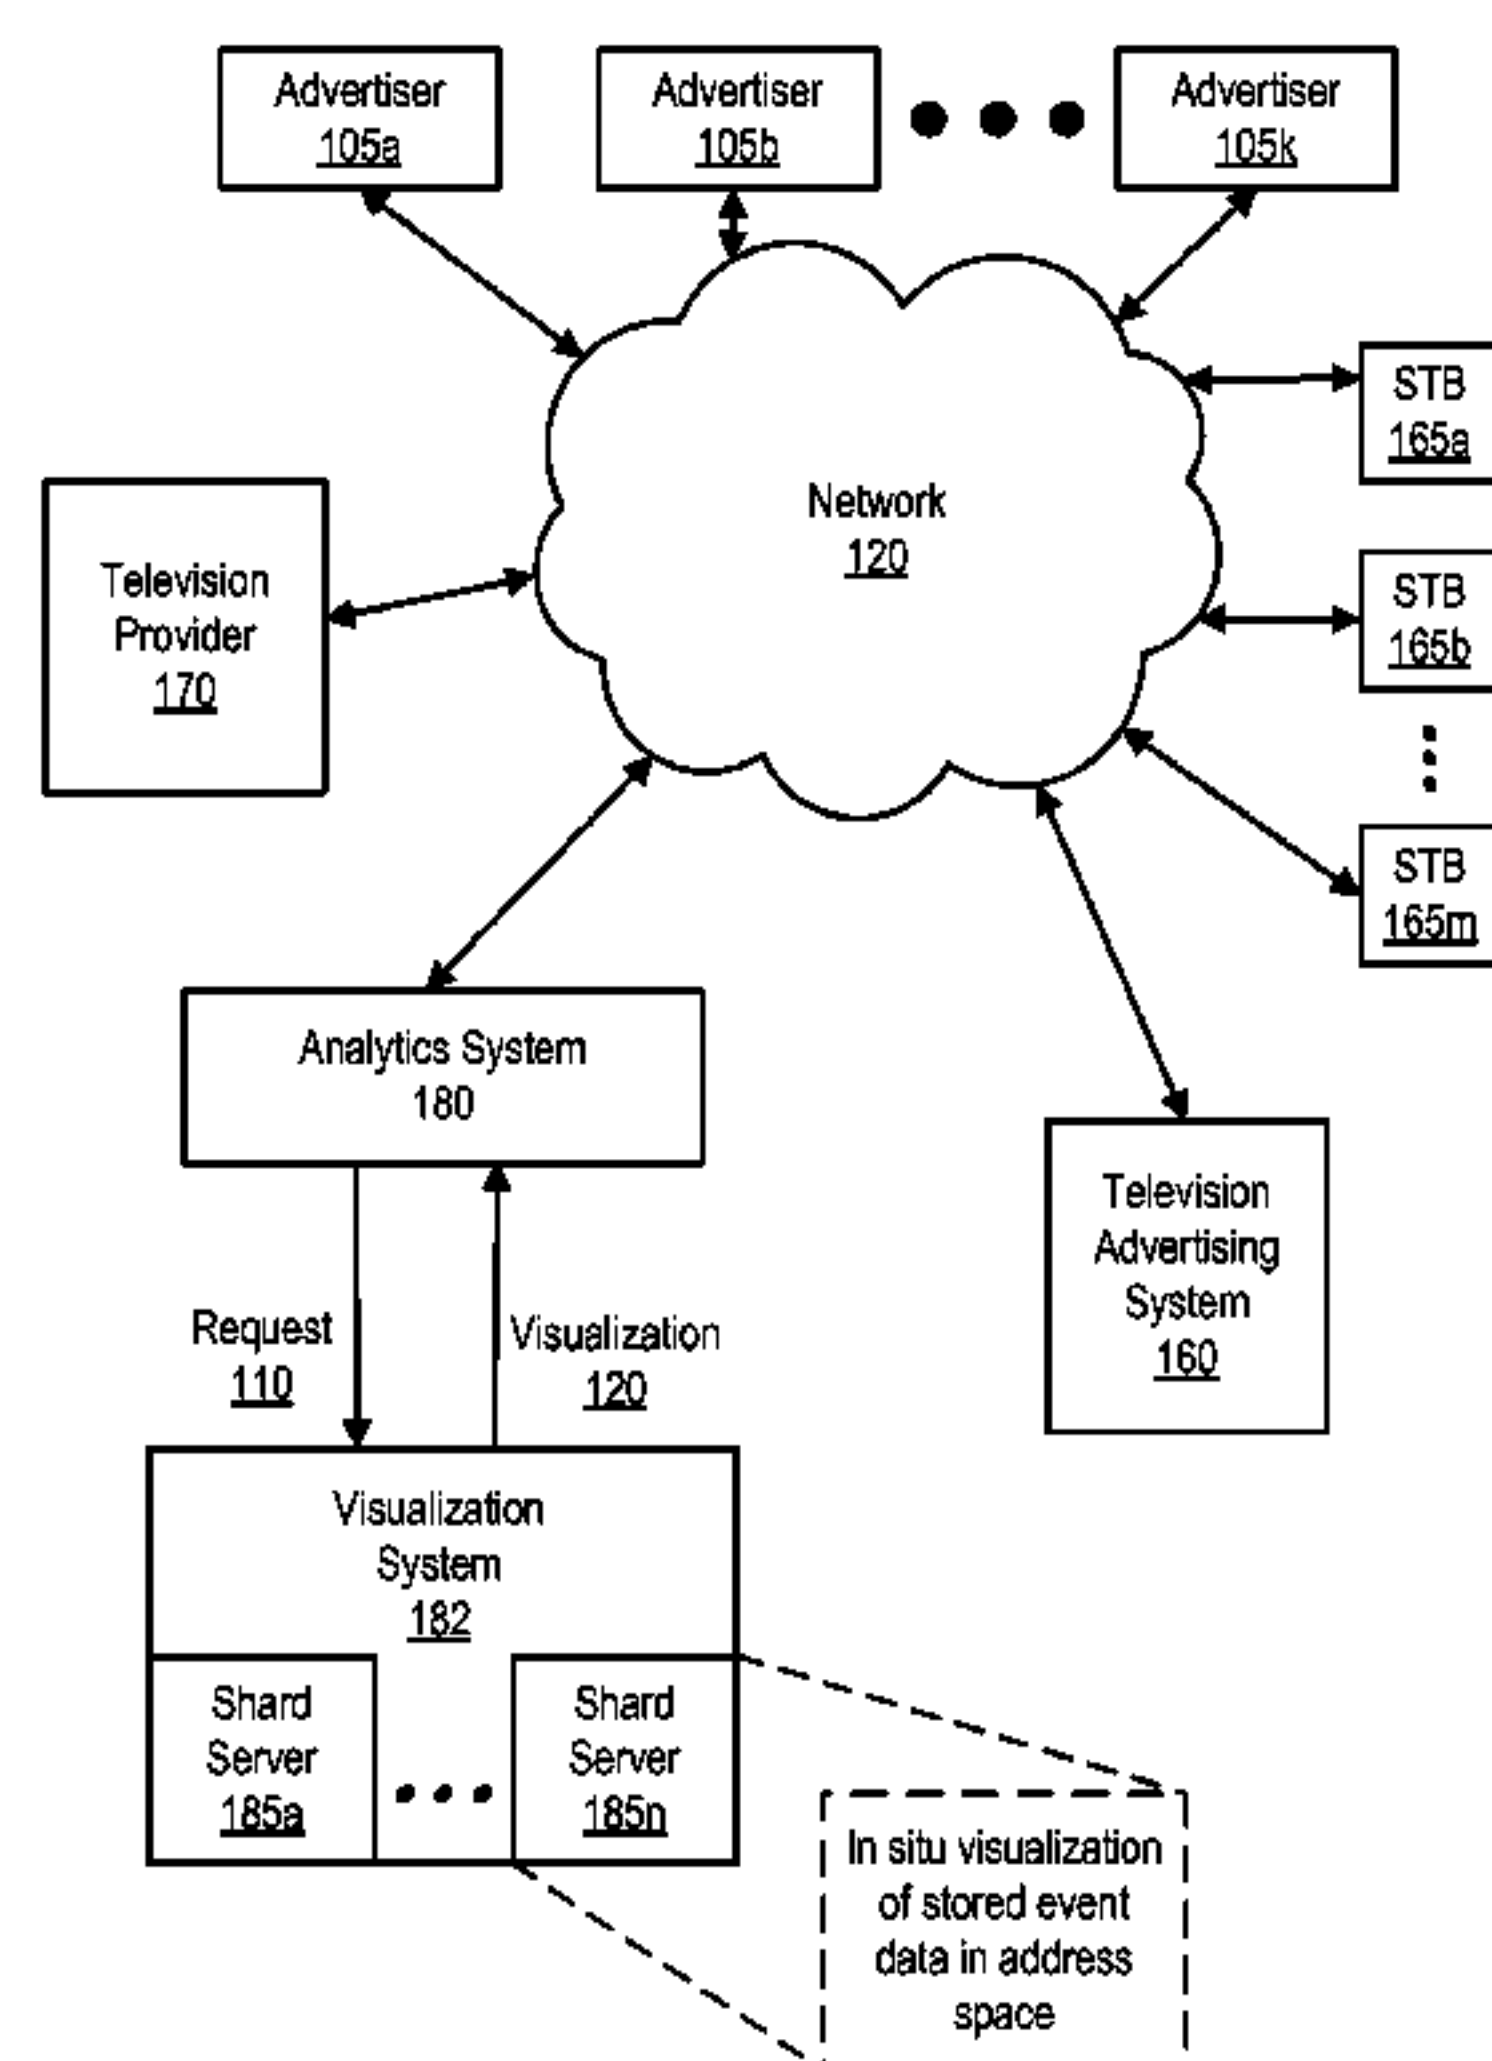 Advertiser
105a
Advertiser
105b
Advertiser
105k
STB
165a
Network
120
Television
Provider
170
STB
165b
STB
165m
Analytics System
180
Television
Advertising
System
160
Request
110
Visualization
120
Visualization
System
182
Shard
Server
185a
Shard
Server
185n
In situ visualization
of stored event
data in address
space